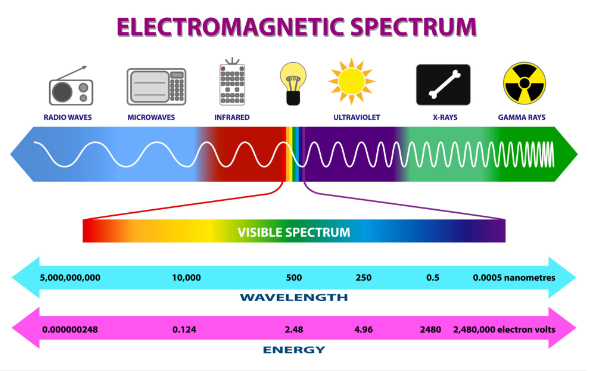 ELECTROMAGNETIC SPECTRUM
RADIO WAVES MICROWAVES INFRARED ULTRAVIOLET X-RAYS GAMMA RAYS
VISIBLE SPECTRUM
5,000,000,000 10,000 500 250 0.5 0.0005 nanometres
WAVELENGTH
0.000000248 0.124 2.48 4.96 2480 2,480,000 electron volts
ENERGY